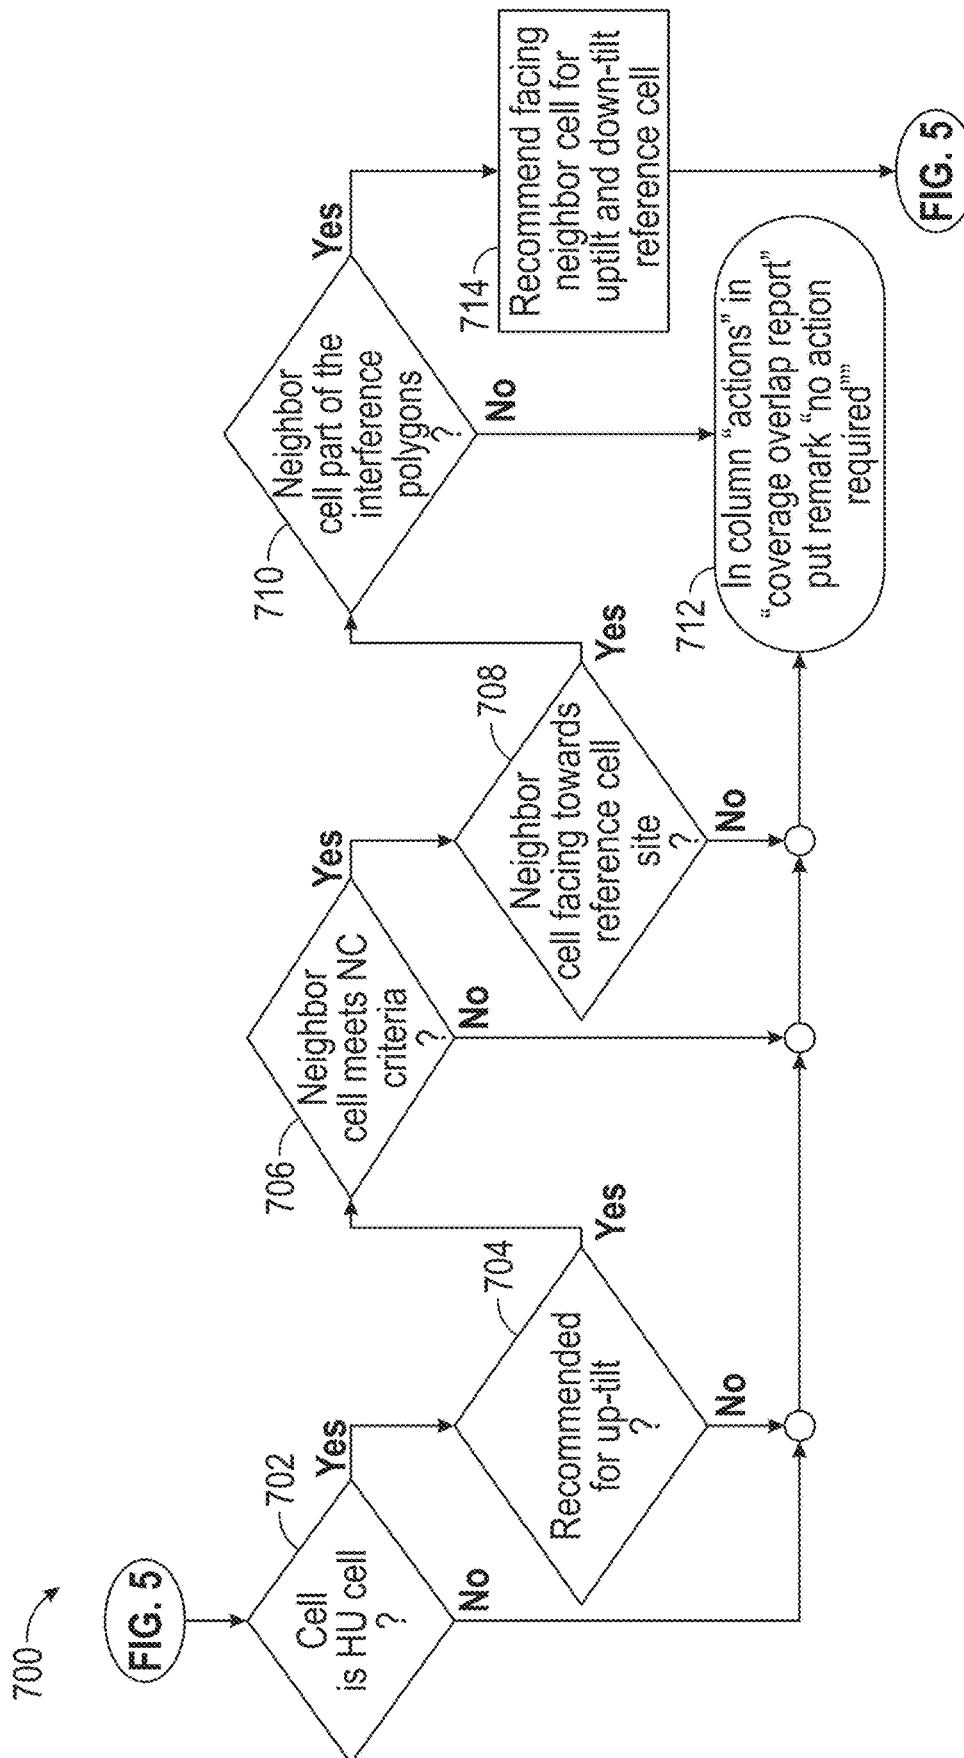 700
FIG. 5
702
Cell
is HU cell
?
Yes
No
704
Recommended
for up-tilt
?
Yes
No
706
Neighbor
cell meets NC
criteria
?
Yes
No
708
Neighbor
cell facing towards
reference cell
site
?
Yes
No
710
Neighbor
cell part of the
interference
polygons
?
Yes
No
712
In column “actions” in
“coverage overlap report”
put remark “no action
required””
714
Recommend facing
neighbor cell for
uptilt and down-tilt
reference cell
FIG. 5